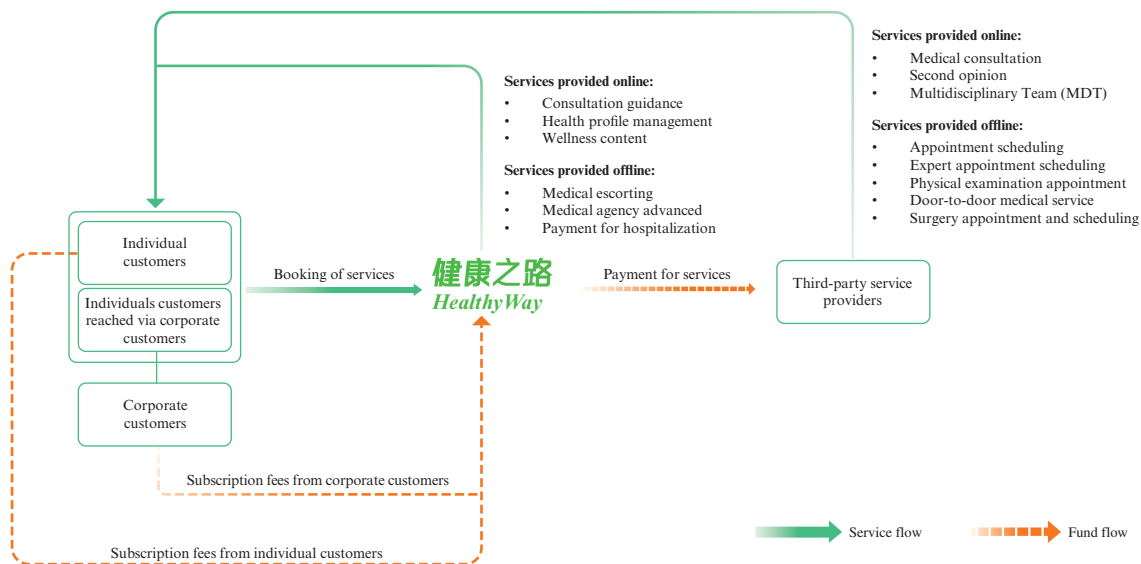 Services provided online:
• Medical consultation
• Second opinion
• Multidisciplinary Team (MDT)
Services provided offline:
• Appointment scheduling
• Expert appointment scheduling
• Physical examination appointment
• Door-to-door medical service
• Surgery appointment and scheduling
Services provided online:
• Consultation guidance
• Health profile management
• Wellness content
Services provided offline:
• Medical escorting
• Medical agency advanced
• Payment for hospitalization
Individual
customers
Individuals customers
reached via corporate
customers
Corporate
customers
Booking of services
健康之路
HealthyWay
Payment for services
Third-party service
providers
Subscription fees from corporate customers
Subscription fees from individual customers
Service flow
Fund flow